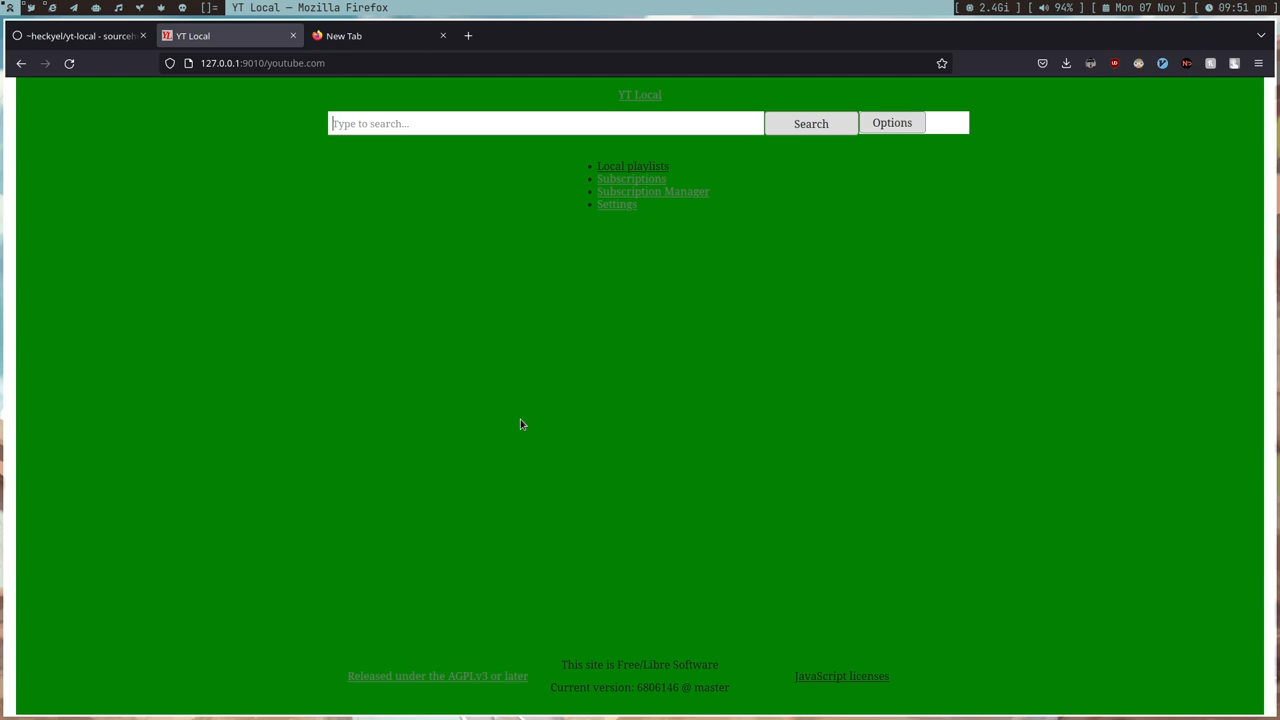 []= YT Local — Mozilla Firefox [ 2.4Gi ] [ 94% ] [ Mon 07 Nov ] [ 09:51 pm ]
~heckyel/yt-local - source YT Local New Tab
127.0.0.1:9010/youtube.com
YT Local
Type to search... Search Options
• Local playlists
• Subscriptions
• Subscription Manager
• Settings
This site is Free/Libre Software
Released under the AGPLv3 or later JavaScript licenses
Current version: 6806146 @ master